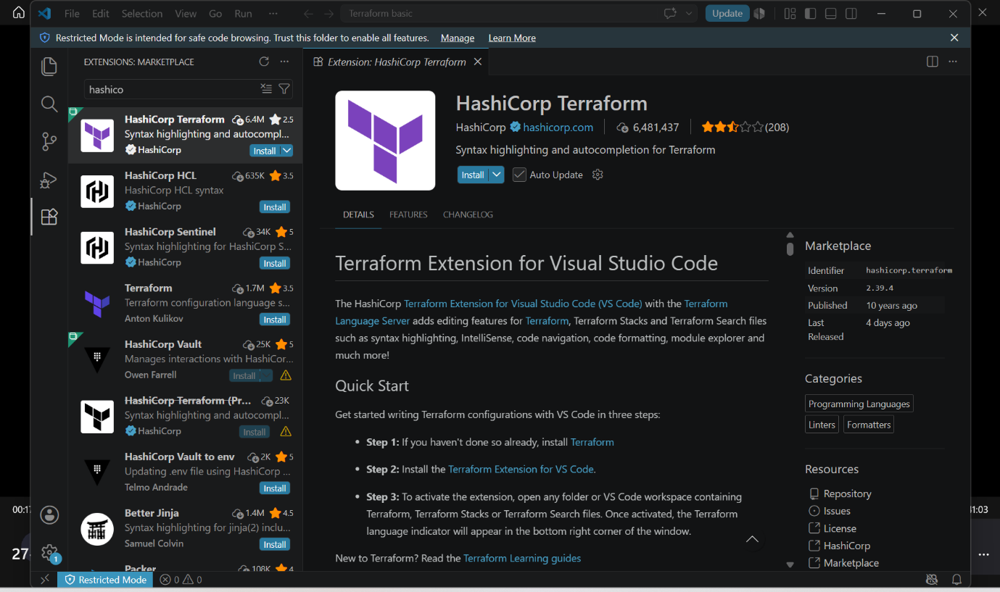 File Edit Selection View Go Run ··· Terraform basic Update
Restricted Mode is intended for safe code browsing. Trust this folder to enable all features. Manage Learn More
EXTENSIONS: MARKETPLACE
hashico
HashiCorp Terraform 6.4M 2.5
Syntax highlighting and autocompl...
HashiCorp Install
HashiCorp HCL 635K 3.5
HashiCorp HCL syntax
HashiCorp Install
HashiCorp Sentinel 34K 5
Syntax highlighting for HashiCorp S...
HashiCorp Install
Terraform 1.7M 3.5
Terraform configuration language s...
Anton Kulikov Install
HashiCorp Vault 25K 5
Manages interactions with HashiCor...
Owen Farrell Install
HashiCorp Terraform (Pr... 23K
Syntax highlighting and autocompl...
HashiCorp Install
HashiCorp Vault to env 2K 5
Updating .env file using HashiCorp ...
Telmo Andrade Install
Better Jinja 1.4M 4.5
Syntax highlighting for jinja(2) inclu...
Samuel Colvin Install
Packer 108K 4
Extension: HashiCorp Terraform
HashiCorp Terraform
HashiCorp hashicorp.com 6,481,437 (208)
Syntax highlighting and autocompletion for Terraform
Install Auto Update
DETAILS FEATURES CHANGELOG
Terraform Extension for Visual Studio Code
The HashiCorp Terraform Extension for Visual Studio Code (VS Code) with the Terraform
Language Server adds editing features for Terraform, Terraform Stacks and Terraform Search files
such as syntax highlighting, IntelliSense, code navigation, code formatting, module explorer and
much more!
Quick Start
Get started writing Terraform configurations with VS Code in three steps:
• Step 1: If you haven't done so already, install Terraform
• Step 2: Install the Terraform Extension for VS Code.
• Step 3: To activate the extension, open any folder or VS Code workspace containing
Terraform, Terraform Stacks or Terraform Search files. Once activated, the Terraform
language indicator will appear in the bottom right corner of the window.
New to Terraform? Read the Terraform Learning guides
Marketplace
Identifier hashicorp.terraform
Version 2.39.4
Published 10 years ago
Last 4 days ago
Released
Categories
Programming Languages
Linters Formatters
Resources
Repository
Issues
License
HashiCorp
Marketplace
00:17
27
1
Restricted Mode 0 0